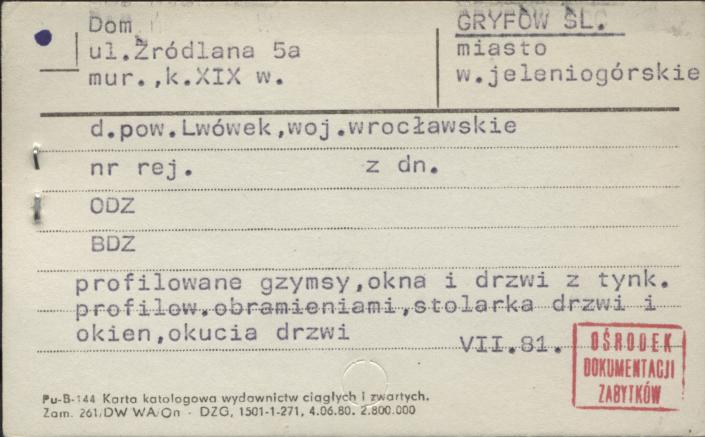 Dom
ul.Źródlana 5a
mur.,k.XIX w.
GRYFÓW ŚL.
miasto
w.jeleniogórskie
d.pow.Lwówek,woj.wrocławskie
nr rej. z dn.
ODZ
BDZ
profilowane gzymsy,okna i drzwi z tynk.
profilow.obramieniami,stolarka drzwi i
okien,okucia drzwi
VII.81.
OŚRODEK
DOKUMENTACJI
ZABYTKÓW
Pu-B-144 Karta katologowa wydawnictw ciągłych i zwartych.
Zam. 261/DW WA/On - DZG, 1501-1-271, 4.06.80. 2.800.000